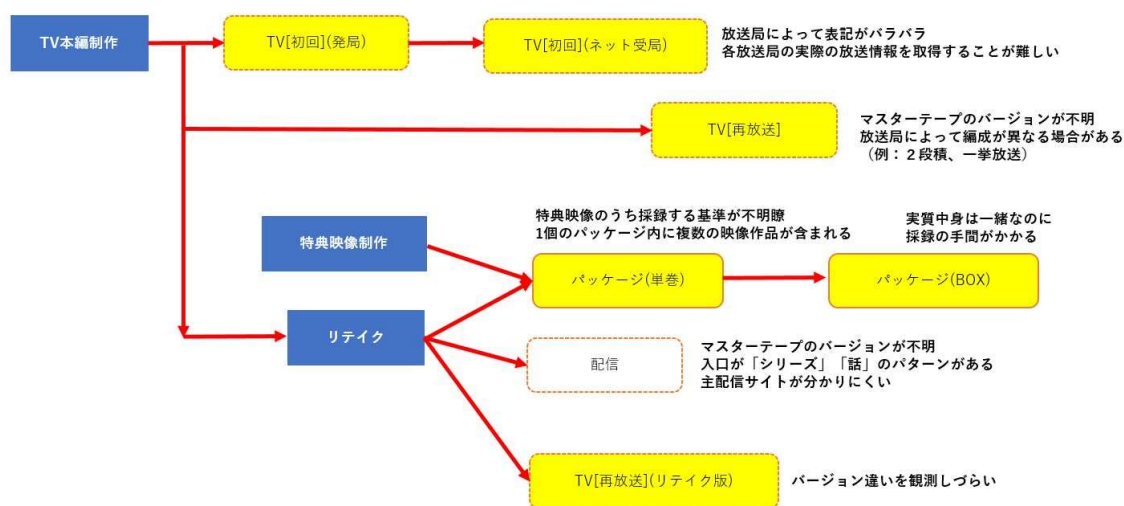 TV本編制作
TV[初回](発局)
TV[初回](ネット受局)
放送局によって表記がバラバラ
各放送局の実際の放送情報を取得することが難しい
TV[再放送]
マスターテープのバージョンが不明
放送局によって編成が異なる場合がある
（例：２段積、一挙放送）
特典映像制作
特典映像のうち採録する基準が不明瞭
1個のパッケージ内に複数の映像作品が含まれる
パッケージ(単巻)
実質中身は一緒なのに
採録の手間がかかる
パッケージ(BOX)
リテイク
配信
マスターテープのバージョンが不明
入口が「シリーズ」「話」のパターンがある
主配信サイトが分かりにくい
TV[再放送](リテイク版)
バージョン違いを観測しづらい